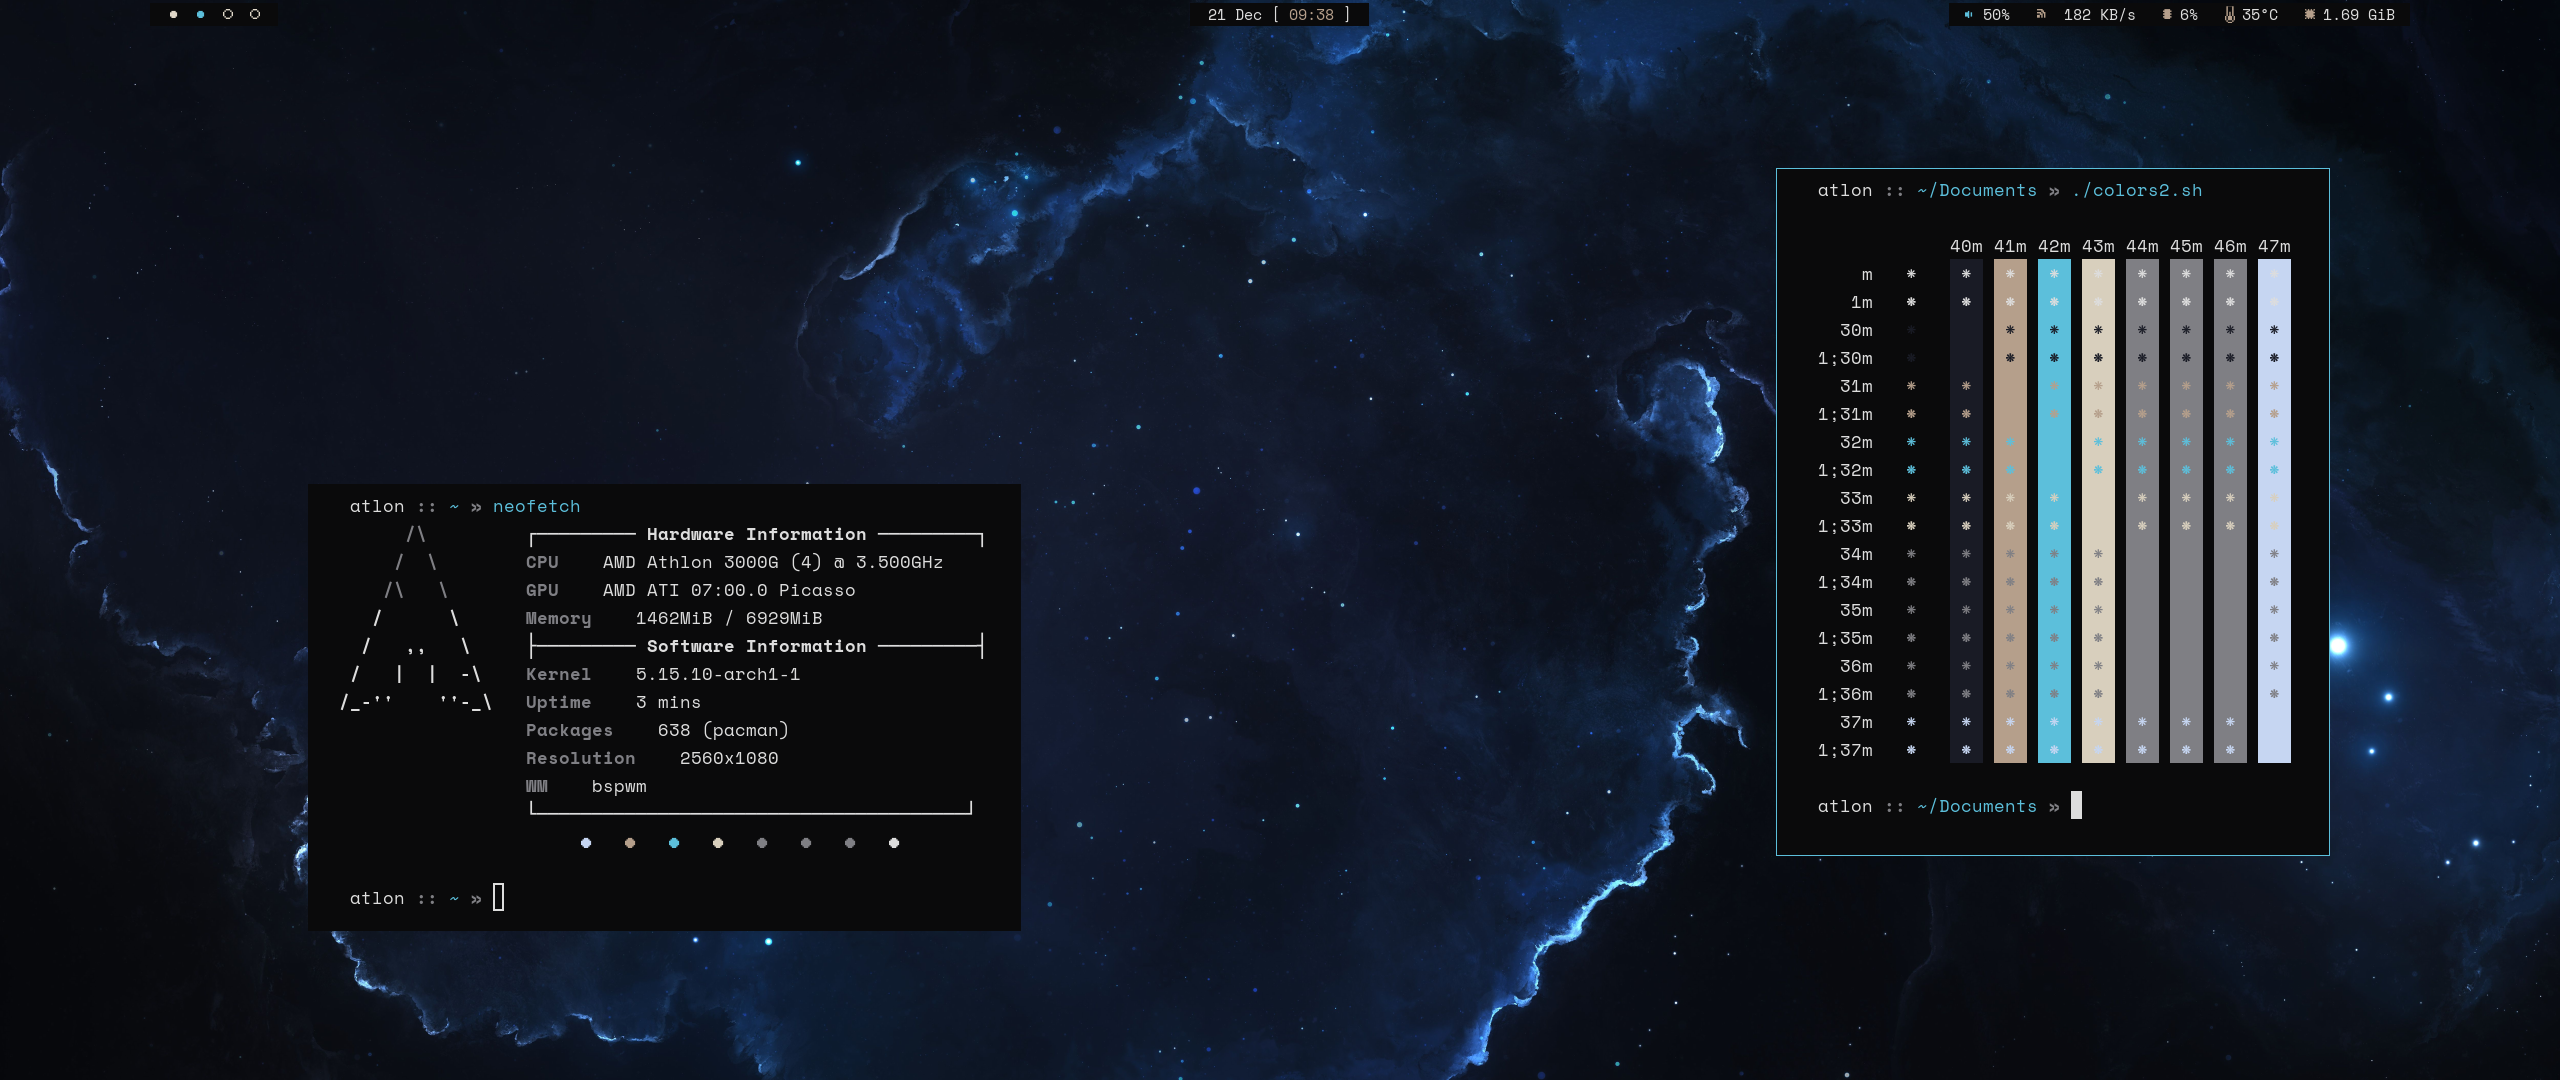 21 Dec [ 09:38 ]
50% 182 KB/s 6% 35°C 1.69 GiB
atlon :: ~ » neofetch
Hardware Information
CPU AMD Athlon 3000G (4) @ 3.500GHz
GPU AMD ATI 07:00.0 Picasso
Memory 1462MiB / 6929MiB
Software Information
Kernel 5.15.10-arch1-1
Uptime 3 mins
Packages 638 (pacman)
Resolution 2560x1080
WM bspwm
atlon :: ~ »
atlon :: ~/Documents » ./colors2.sh
40m 41m 42m 43m 44m 45m 46m 47m
m
1m
30m
1;30m
31m
1;31m
32m
1;32m
33m
1;33m
34m
1;34m
35m
1;35m
36m
1;36m
37m
1;37m
atlon :: ~/Documents »